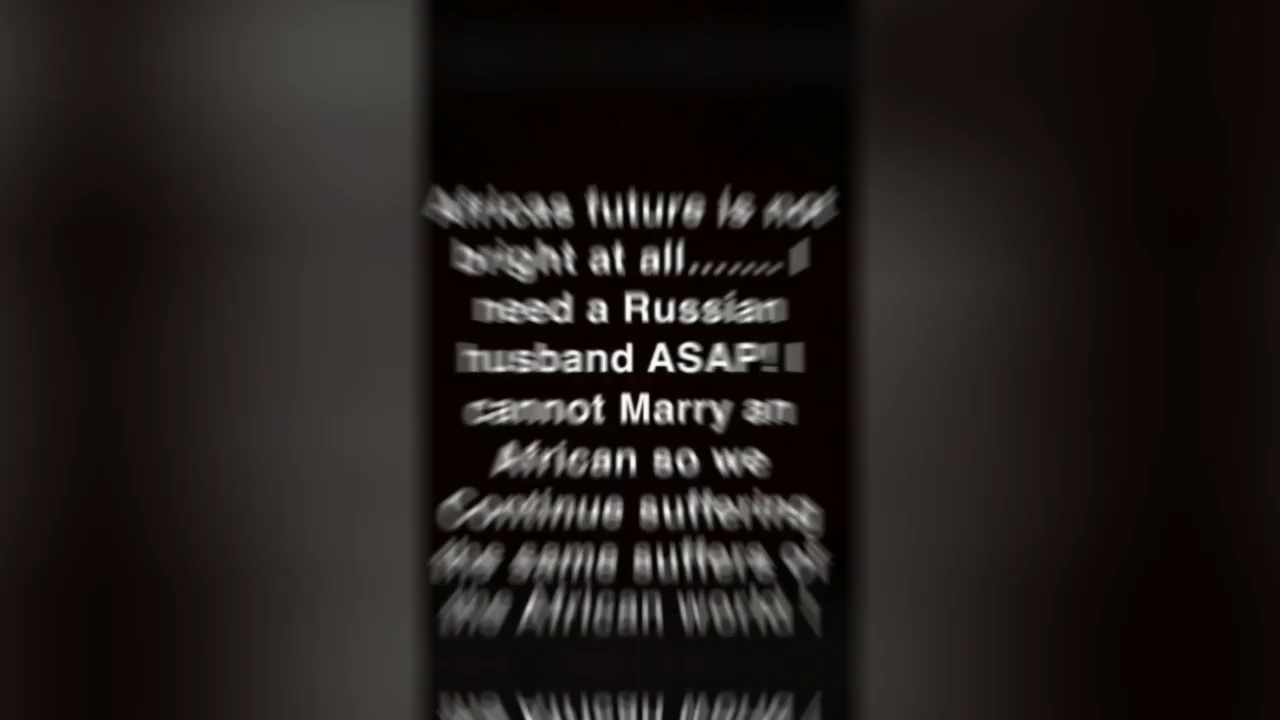 Africas future is not
bright at all....... I
need a Russian
husband ASAP! I
cannot Marry an
African so we
Continue suffering
the same suffers of
the African world